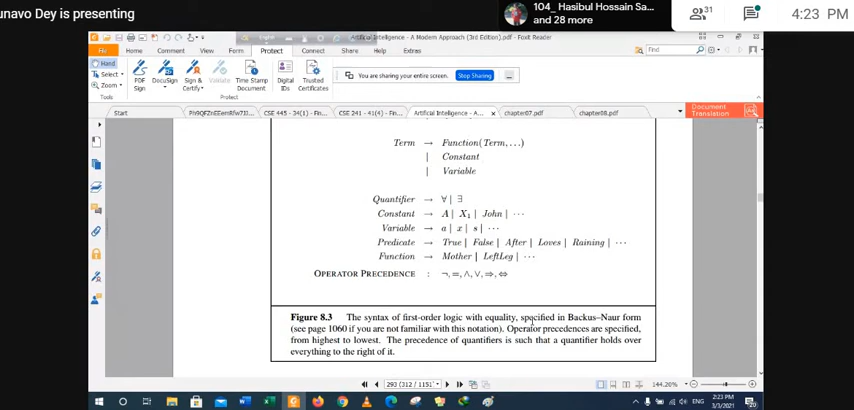 unavo Dey is presenting
104_ Hasibul Hossain Sa...
and 28 more
31
4:23 PM
Artificial Intelligence - A Modern Approach (3rd Edition).pdf - Foxit Reader
File Home Comment View Form Protect Connect Share Help Extras
Find
Hand
Select
Zoom
Tools
PDF Sign
DocuSign
Sign & Certify
Validate
Time Stamp Document
Digital IDs
Trusted Certificates
Protect
You are sharing your entire screen. Stop Sharing
Start
CSE 445 - 34(1) - Fin...
CSE 241 - 41(4) - Fin...
Artificial Intelligence - A...
chapter07.pdf
chapter08.pdf
Document Translation
Term → Function(Term, ...)
| Constant
| Variable
Quantifier → ∀ | ∃
Constant → A | X₁ | John | ···
Variable → a | x | s | ···
Predicate → True | False | After | Loves | Raining | ···
Function → Mother | LeftLeg | ···
OPERATOR PRECEDENCE : ¬, =, ∧, ∨, ⇒, ⇔
Figure 8.3 The syntax of first-order logic with equality, specified in Backus–Naur form
(see page 1060 if you are not familiar with this notation). Operator precedences are specified,
from highest to lowest. The precedence of quantifiers is such that a quantifier holds over
everything to the right of it.
293 (312 / 1151)
144.20%
ENG
2:23 PM
3/3/2021